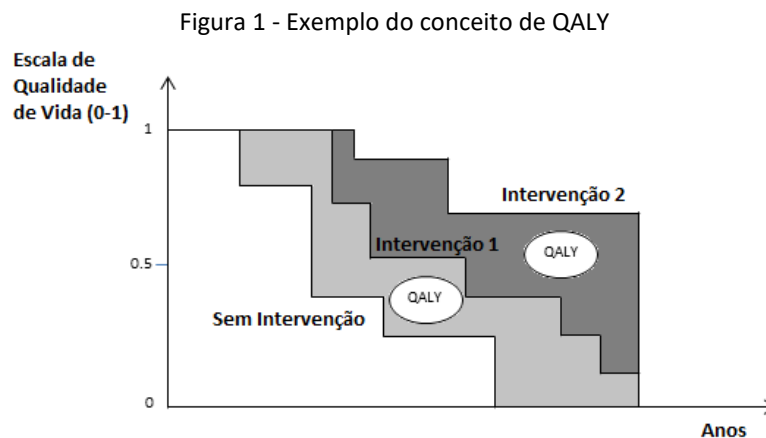 Figura 1 - Exemplo do conceito de QALY
Escala de
Qualidade
de Vida (0-1)
1
Intervenção 2
Intervenção 1
QALY
0.5
QALY
Sem Intervenção
0
Anos